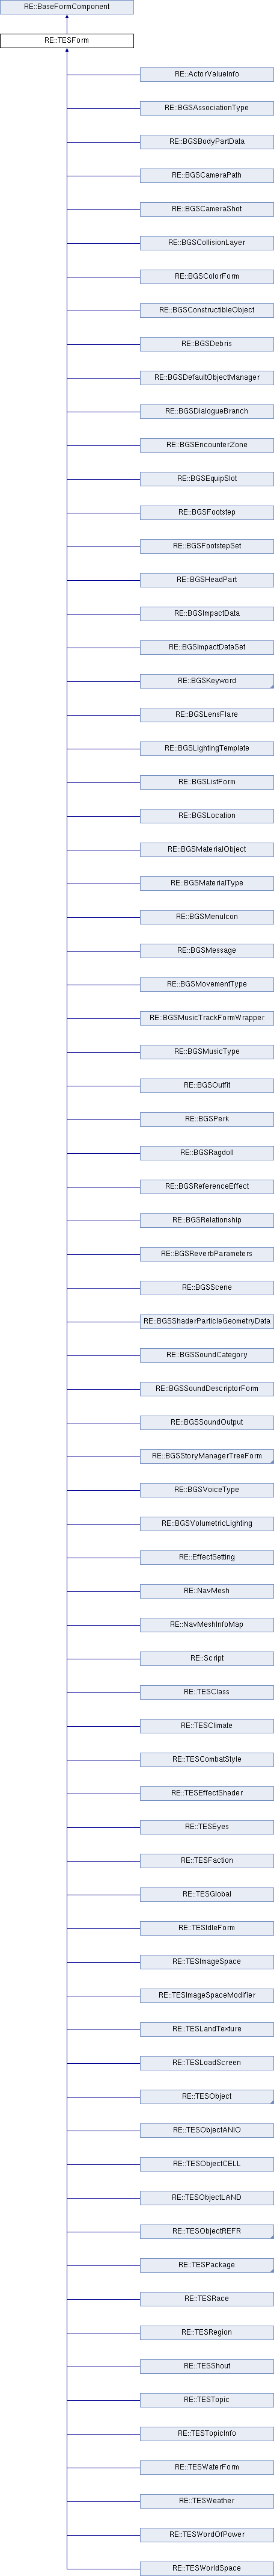 RE::BaseFormComponent
RE::TESForm
RE::ActorValueInfo
RE::BGSAssociationType
RE::BGSBodyPartData
RE::BGSCameraPath
RE::BGSCameraShot
RE::BGSCollisionLayer
RE::BGSColorForm
RE::BGSConstructibleObject
RE::BGSDebris
RE::BGSDefaultObjectManager
RE::BGSDialogueBranch
RE::BGSEncounterZone
RE::BGSEquipSlot
RE::BGSFootstep
RE::BGSFootstepSet
RE::BGSHeadPart
RE::BGSImpactData
RE::BGSImpactDataSet
RE::BGSKeyword
RE::BGSLensFlare
RE::BGSLightingTemplate
RE::BGSListForm
RE::BGSLocation
RE::BGSMaterialObject
RE::BGSMaterialType
RE::BGSMenuIcon
RE::BGSMessage
RE::BGSMovementType
RE::BGSMusicTrackFormWrapper
RE::BGSMusicType
RE::BGSOutfit
RE::BGSPerk
RE::BGSRagdoll
RE::BGSReferenceEffect
RE::BGSRelationship
RE::BGSReverbParameters
RE::BGSScene
RE::BGSShaderParticleGeometryData
RE::BGSSoundCategory
RE::BGSSoundDescriptorForm
RE::BGSSoundOutput
RE::BGSStoryManagerTreeForm
RE::BGSVoiceType
RE::BGSVolumetricLighting
RE::EffectSetting
RE::NavMesh
RE::NavMeshInfoMap
RE::Script
RE::TESClass
RE::TESClimate
RE::TESCombatStyle
RE::TESEffectShader
RE::TESEyes
RE::TESFaction
RE::TESGlobal
RE::TESIdleForm
RE::TESImageSpace
RE::TESImageSpaceModifier
RE::TESLandTexture
RE::TESLoadScreen
RE::TESObject
RE::TESObjectANIO
RE::TESObjectCELL
RE::TESObjectLAND
RE::TESObjectREFR
RE::TESPackage
RE::TESRace
RE::TESRegion
RE::TESShout
RE::TESTopic
RE::TESTopicInfo
RE::TESWaterForm
RE::TESWeather
RE::TESWordOfPower
RE::TESWorldSpace